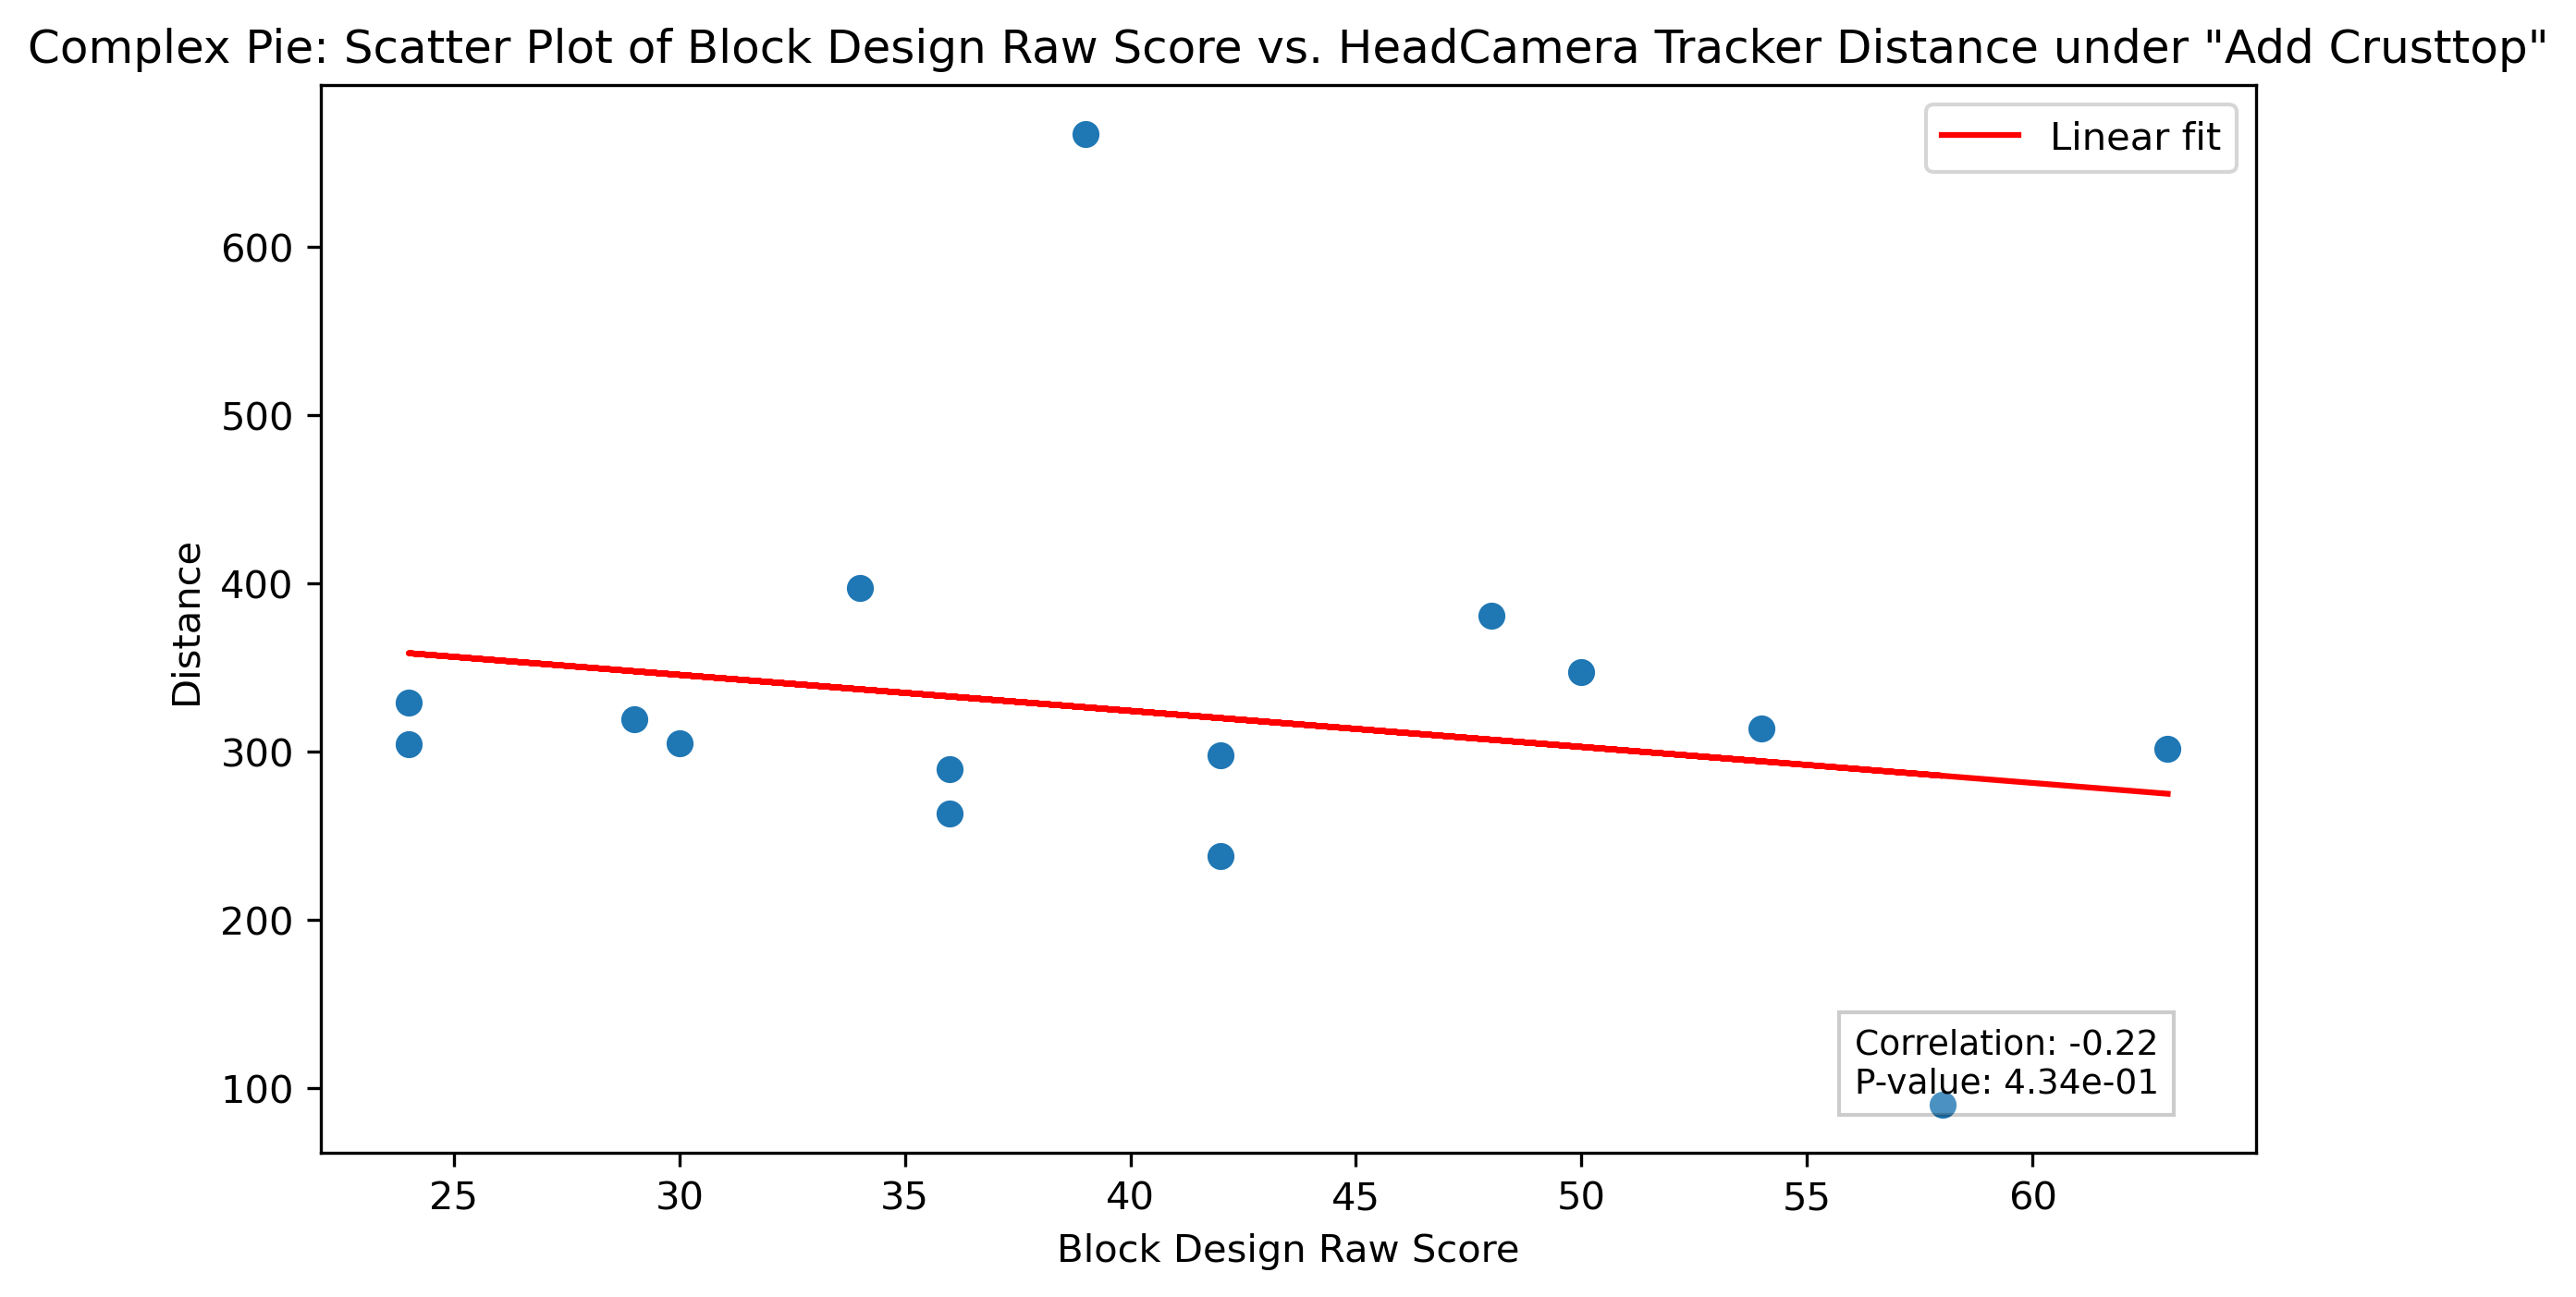 Complex Pie: Scatter Plot of Block Design Raw Score vs. HeadCamera Tracker Distance under "Add Crusttop"
Linear fit
600
500
400
300
200
100
Distance
Correlation: -0.22
P-value: 4.34e-01
25 30 35 40 45 50 55 60
Block Design Raw Score